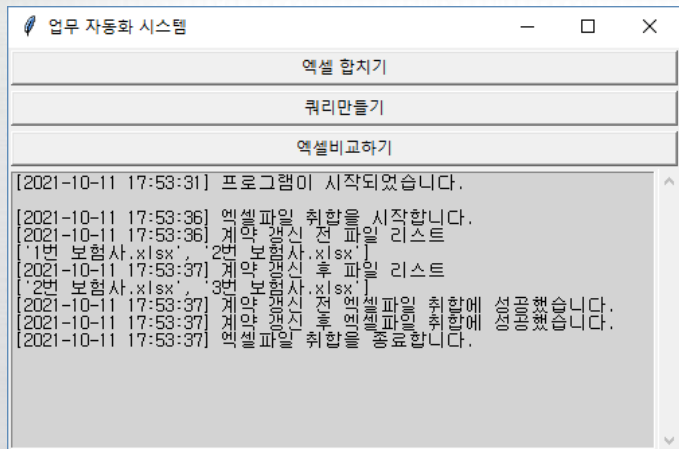 업무 자동화 시스템
엑셀 합치기
쿼리만들기
엑셀비교하기
[2021-10-11 17:53:31] 프로그램이 시작되었습니다.
[2021-10-11 17:53:36] 엑셀파일 취합을 시작합니다.
[2021-10-11 17:53:36] 계약 갱신 전 파일 리스트
['1번 보험사.xlsx', '2번 보험사.xlsx']
[2021-10-11 17:53:37] 계약 갱신 후 파일 리스트
['2번 보험사.xlsx', '3번 보험사.xlsx']
[2021-10-11 17:53:37] 계약 갱신 전 엑셀파일 취합에 성공했습니다.
[2021-10-11 17:53:37] 계약 갱신 후 엑셀파일 취합에 성공했습니다.
[2021-10-11 17:53:37] 엑셀파일 취합을 종료합니다.